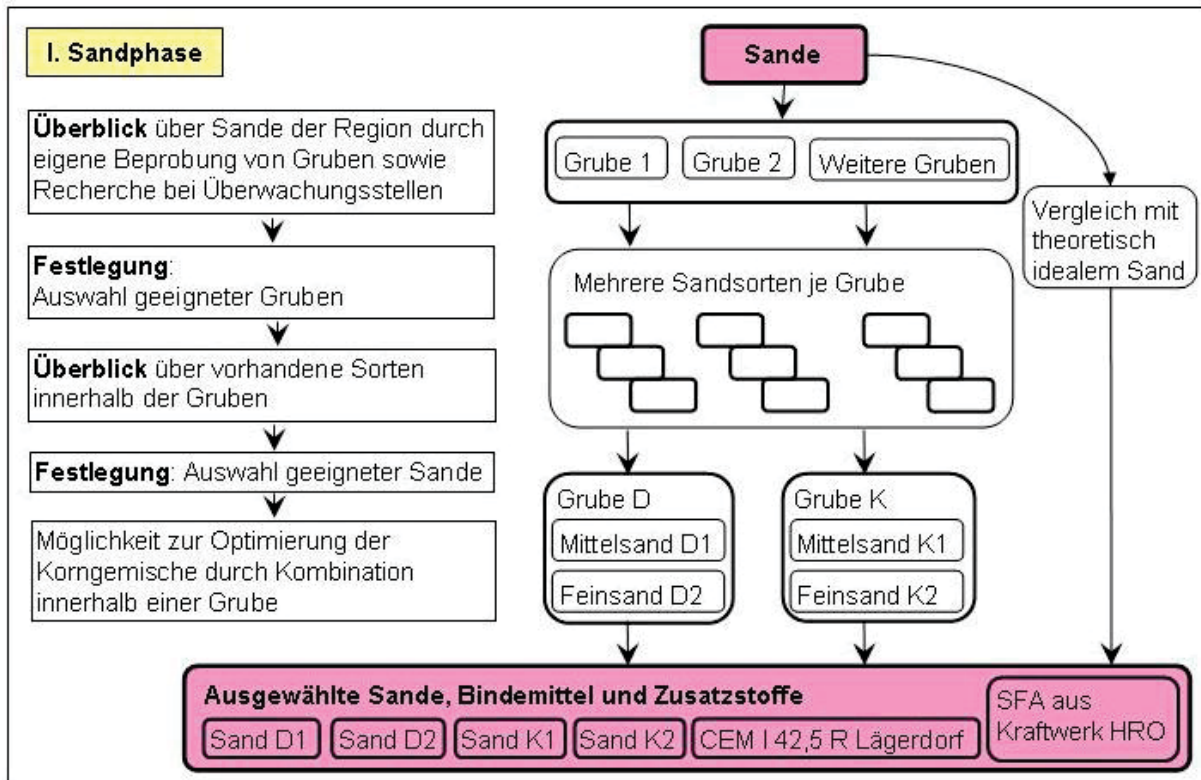 I. Sandphase
Überblick über Sande der Region durch
eigene Beprobung von Gruben sowie
Recherche bei Überwachungsstellen
Festlegung:
Auswahl geeigneter Gruben
Überblick über vorhandene Sorten
innerhalb der Gruben
Festlegung: Auswahl geeigneter Sande
Möglichkeit zur Optimierung der
Korngemische durch Kombination
innerhalb einer Grube
Sande
Grube 1
Grube 2
Weitere Gruben
Mehrere Sandsorten je Grube
Grube D
Mittelsand D1
Feinsand D2
Grube K
Mittelsand K1
Feinsand K2
Vergleich mit
theoretisch
idealem Sand
Ausgewählte Sande, Bindemittel und Zusatzstoffe
Sand D1
Sand D2
Sand K1
Sand K2
CEM I 42,5 R Lägerdorf
SFA aus
Kraftwerk HRO